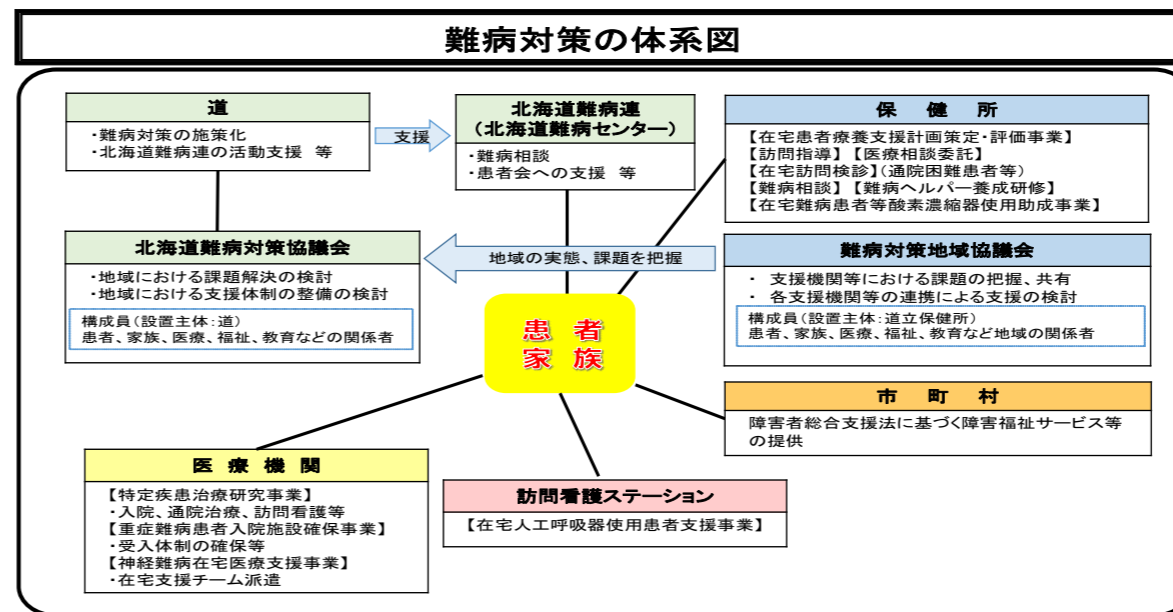 難病対策の体系図
道
・難病対策の施策化
・北海道難病連の活動支援 等
支援
北海道難病連
(北海道難病センター)
・難病相談
・患者会への支援 等
保 健 所
【在宅患者療養支援計画策定・評価事業】
【訪問指導】【医療相談委託】
【在宅訪問検診】(通院困難患者等)
【難病相談】【難病ヘルパー養成研修】
【在宅難病患者等酸素濃縮器使用助成事業】
北海道難病対策協議会
・地域における課題解決の検討
・地域における支援体制の整備の検討
構成員(設置主体:道)
患者、家族、医療、福祉、教育などの関係者
地域の実態、課題を把握
難病対策地域協議会
・ 支援機関等における課題の把握、共有
・ 各支援機関等の連携による支援の検討
構成員(設置主体:道立保健所)
患者、家族、医療、福祉、教育など地域の関係者
患 者
家 族
市 町 村
障害者総合支援法に基づく障害福祉サービス等
の提供
医 療 機 関
【特定疾患治療研究事業】
・入院、通院治療、訪問看護等
【重症難病患者入院施設確保事業】
・受入体制の確保等
【神経難病在宅医療支援事業】
・在宅支援チーム派遣
訪問看護ステーション
【在宅人工呼吸器使用患者支援事業】